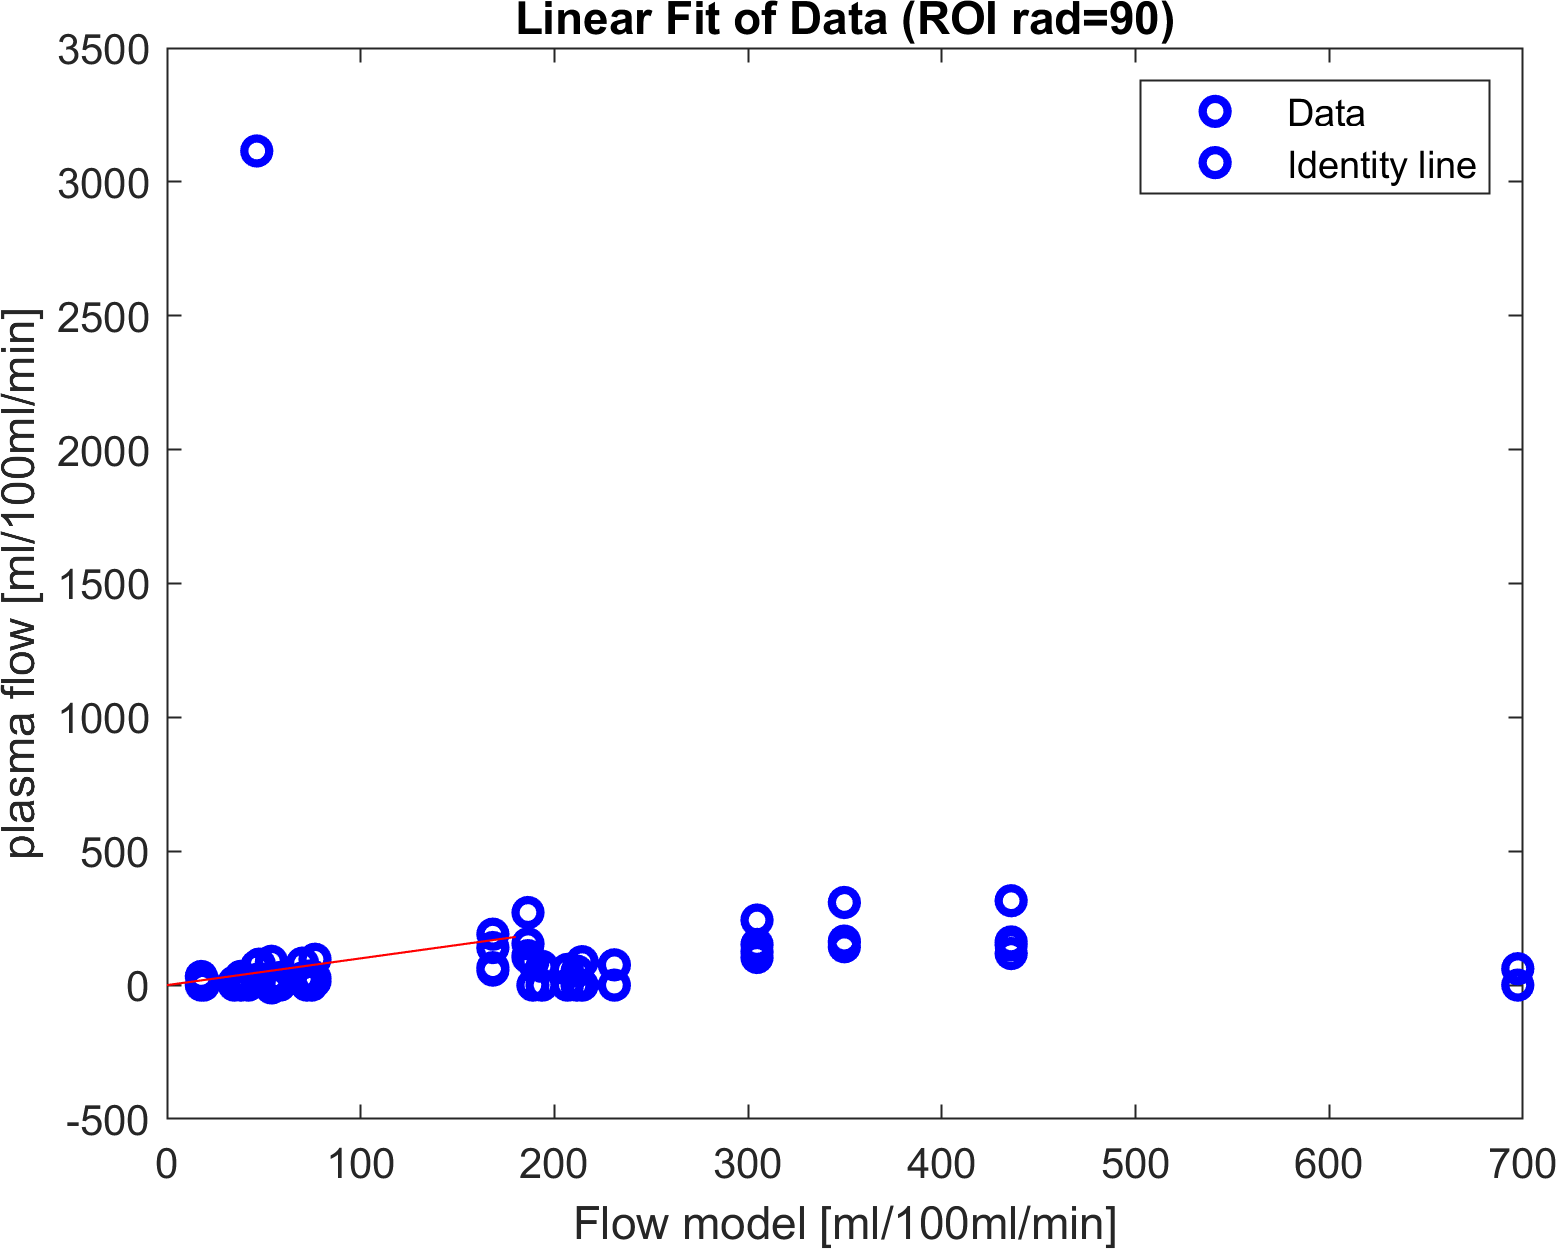 Linear Fit of Data (ROI rad=90)
3500
3000
2500
2000
1500
1000
500
0
-500
plasma flow [ml/100ml/min]
Data
Identity line
0 100 200 300 400 500 600 700
Flow model [ml/100ml/min]